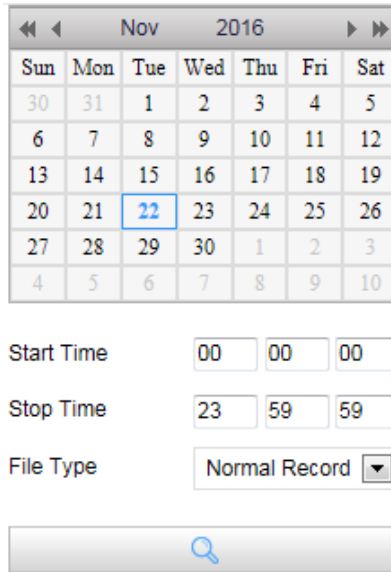 Nov 2016
Sun Mon Tue Wed Thu Fri Sat
30 31 1 2 3 4 5
6 7 8 9 10 11 12
13 14 15 16 17 18 19
20 21 22 23 24 25 26
27 28 29 30 1 2 3
4 5 6 7 8 9 10
Start Time 00 00 00
Stop Time 23 59 59
File Type Normal Record